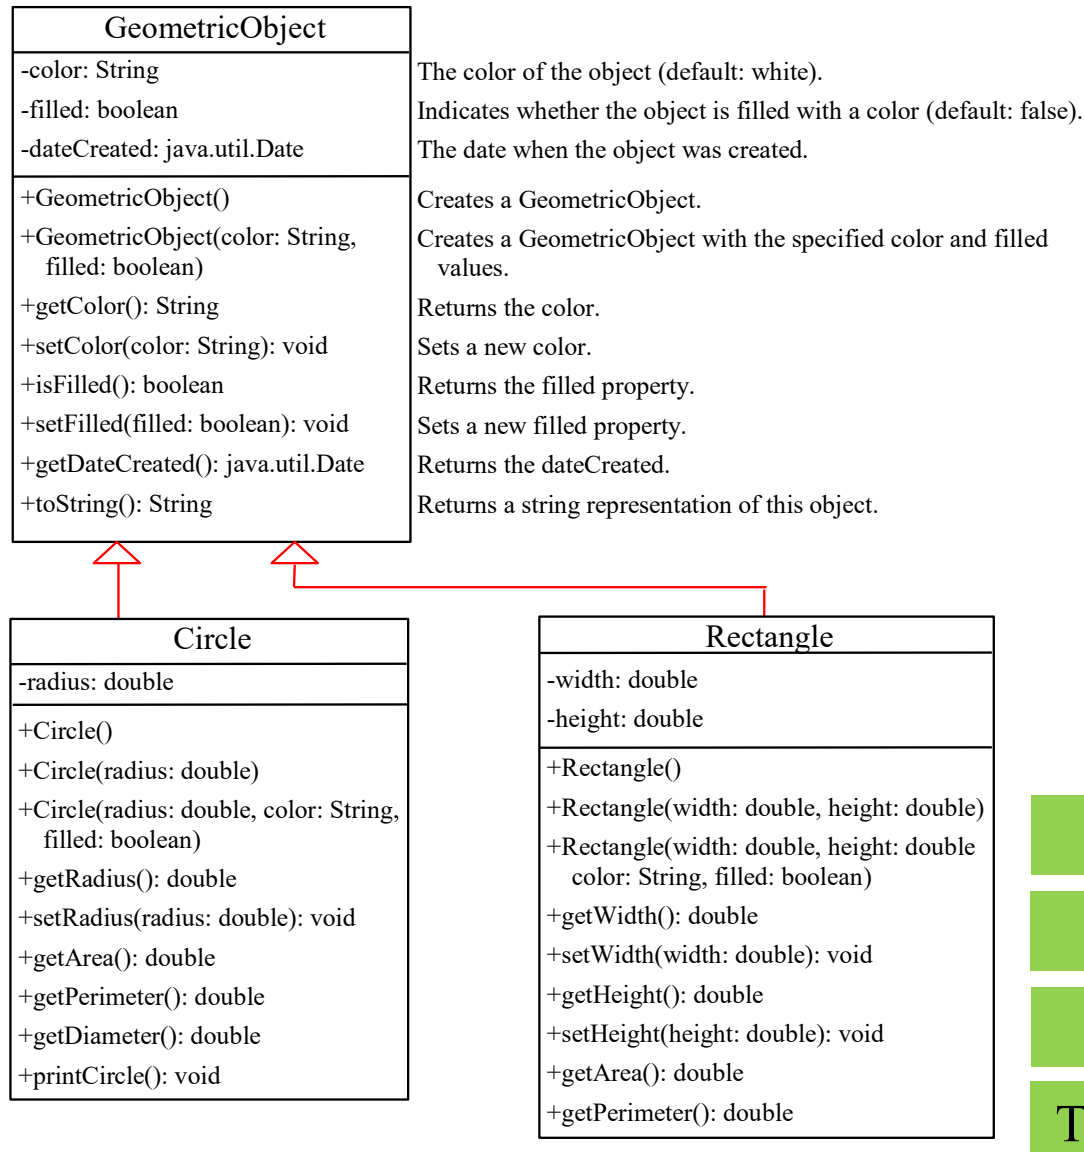 GeometricObject
-color: String
The color of the object (default: white).
-filled: boolean
Indicates whether the object is filled with a color (default: false).
-dateCreated: java.util.Date
The date when the object was created.
+GeometricObject()
Creates a GeometricObject.
+GeometricObject(color: String,
filled: boolean)
Creates a GeometricObject with the specified color and filled
values.
+getColor(): String
Returns the color.
+setColor(color: String): void
Sets a new color.
+isFilled(): boolean
Returns the filled property.
+setFilled(filled: boolean): void
Sets a new filled property.
+getDateCreated(): java.util.Date
Returns the dateCreated.
+toString(): String
Returns a string representation of this object.
Circle
-radius: double
+Circle()
+Circle(radius: double)
+Circle(radius: double, color: String,
filled: boolean)
+getRadius(): double
+setRadius(radius: double): void
+getArea(): double
+getPerimeter(): double
+getDiameter(): double
+printCircle(): void
Rectangle
-width: double
-height: double
+Rectangle()
+Rectangle(width: double, height: double)
+Rectangle(width: double, height: double
color: String, filled: boolean)
+getWidth(): double
+setWidth(width: double): void
+getHeight(): double
+setHeight(height: double): void
+getArea(): double
+getPerimeter(): double
T